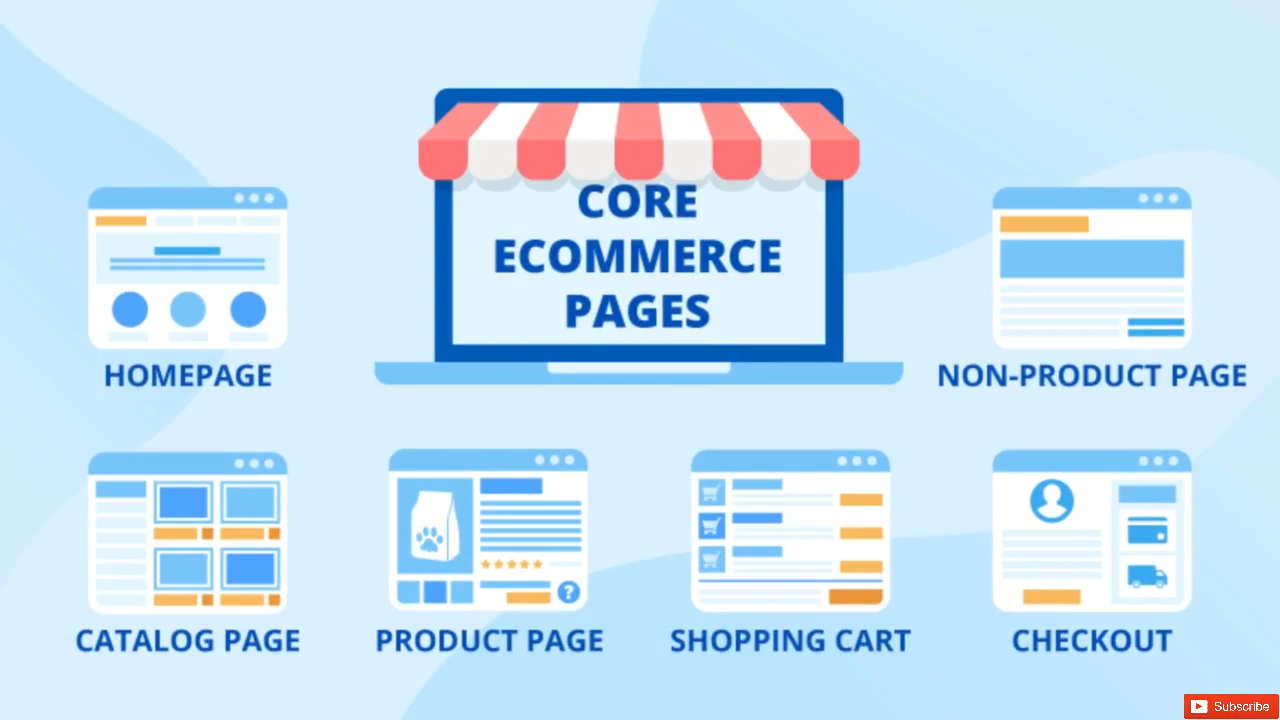 CORE
ECOMMERCE
PAGES
HOMEPAGE
NON-PRODUCT PAGE
CATALOG PAGE
PRODUCT PAGE
SHOPPING CART
CHECKOUT
?
Subscribe